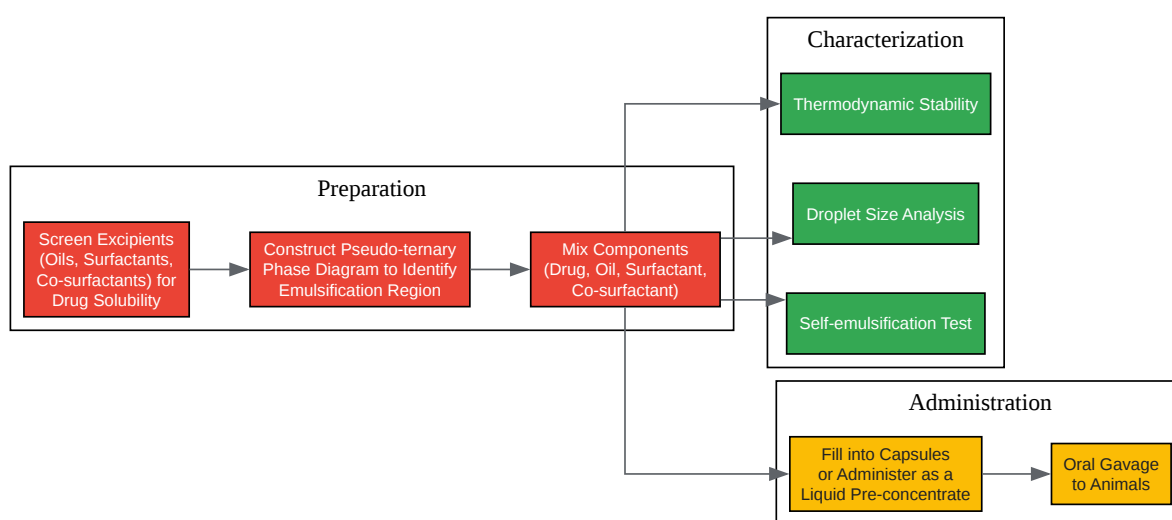 Preparation
Screen Excipients
(Oils, Surfactants,
Co-surfactants) for
Drug Solubility
Construct Pseudo-ternary
Phase Diagram to Identify
Emulsification Region
Mix Components
(Drug, Oil, Surfactant,
Co-surfactant)
Characterization
Thermodynamic Stability
Droplet Size Analysis
Self-emulsification Test
Administration
Fill into Capsules
or Administer as a
Liquid Pre-concentrate
Oral Gavage
to Animals